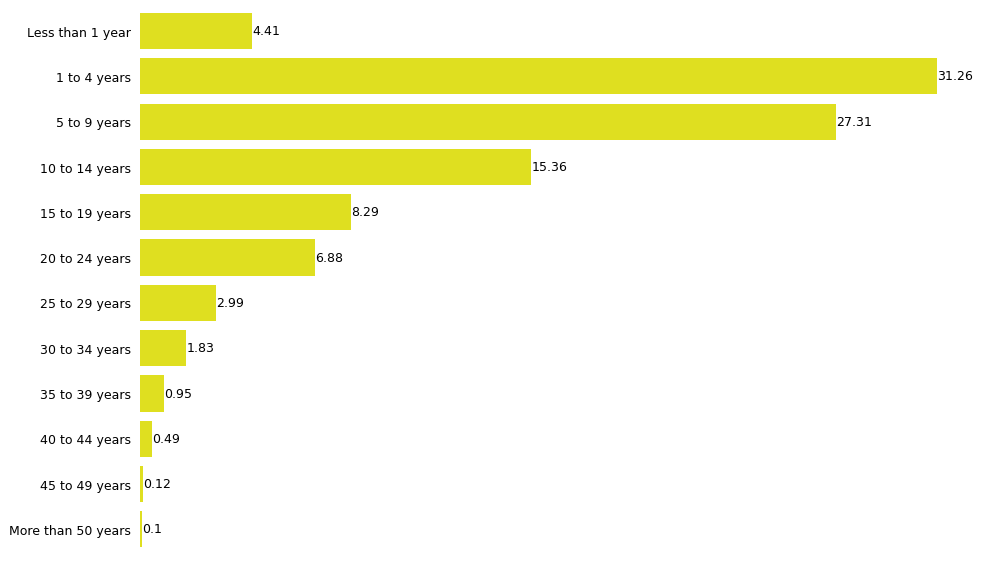 Less than 1 year 4.41
1 to 4 years 31.26
5 to 9 years 27.31
10 to 14 years 15.36
15 to 19 years 8.29
20 to 24 years 6.88
25 to 29 years 2.99
30 to 34 years 1.83
35 to 39 years 0.95
40 to 44 years 0.49
45 to 49 years 0.12
More than 50 years 0.1